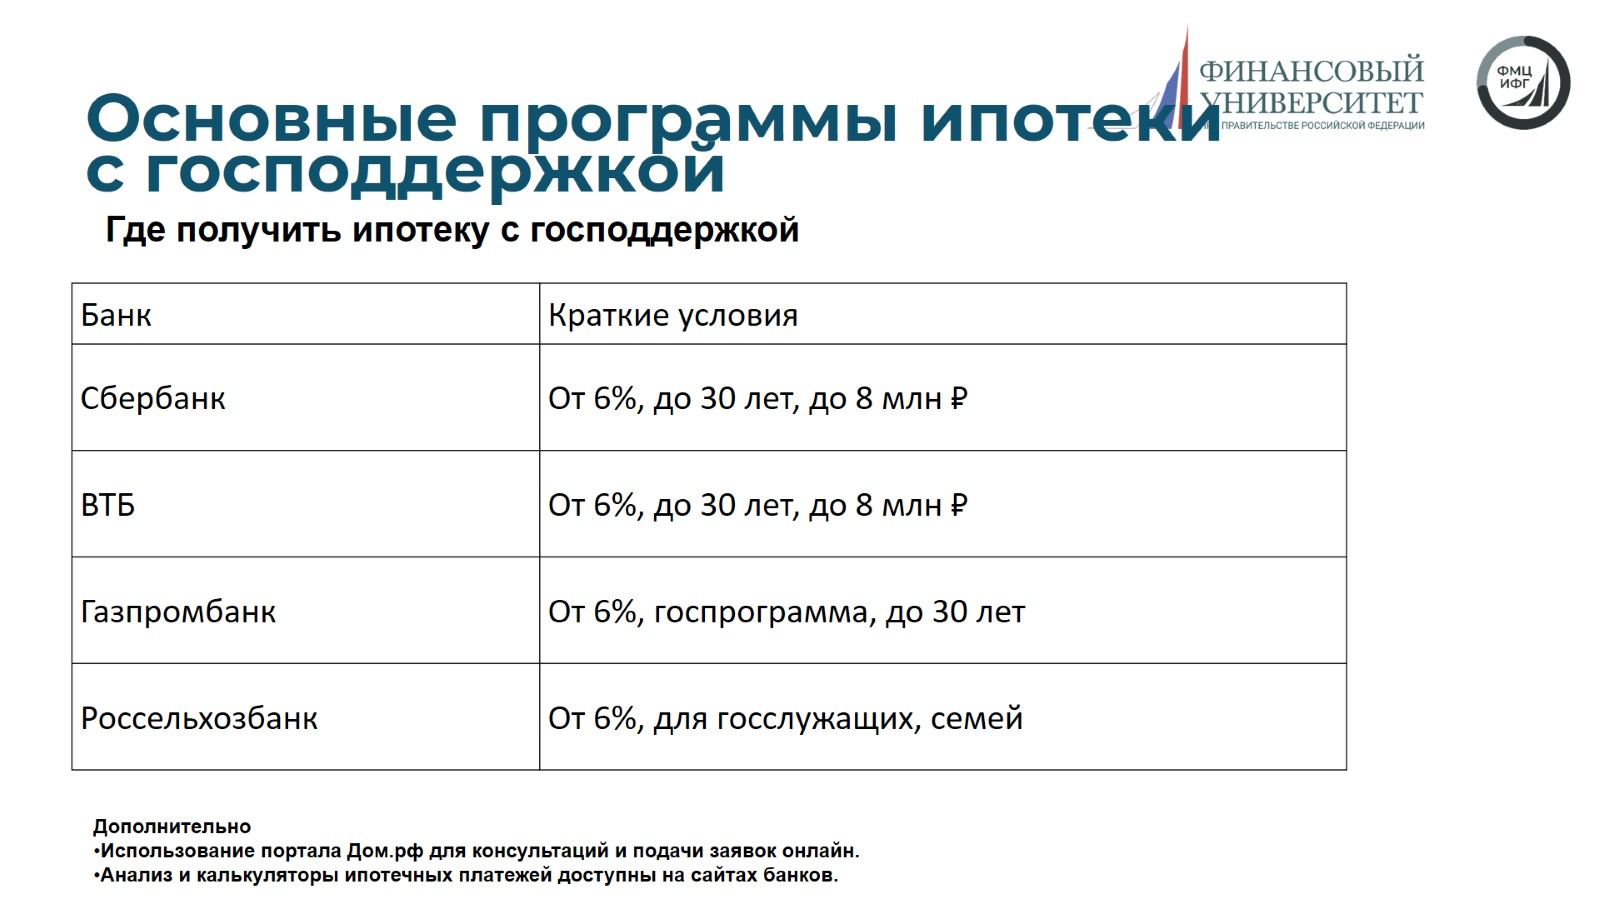 ФИНАНСОВЫЙ
УНИВЕРСИТЕТ
ПРАВИТЕЛЬСТВЕ РОССИЙСКОЙ ФЕДЕРАЦИИ
ФМЦ
ИФГ
Основные программы ипотеки
с господдержкой
Где получить ипотеку с господдержкой
Банк
Краткие условия
Сбербанк
От 6%, до 30 лет, до 8 млн ₽
ВТБ
От 6%, до 30 лет, до 8 млн ₽
Газпромбанк
От 6%, госпрограмма, до 30 лет
Россельхозбанк
От 6%, для госслужащих, семей
Дополнительно
•Использование портала Дом.рф для консультаций и подачи заявок онлайн.
•Анализ и калькуляторы ипотечных платежей доступны на сайтах банков.